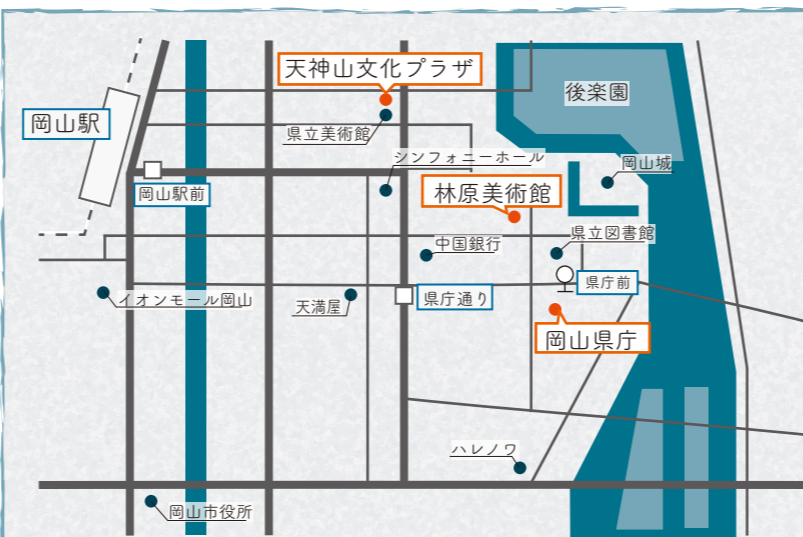 天神山文化プラザ
後楽園
岡山駅
県立美術館
シンフォニーホール
岡山城
岡山駅前
林原美術館
県立図書館
中国銀行
県庁前
イオンモール岡山
天満屋
県庁通り
岡山県庁
ハレノワ
岡山市役所